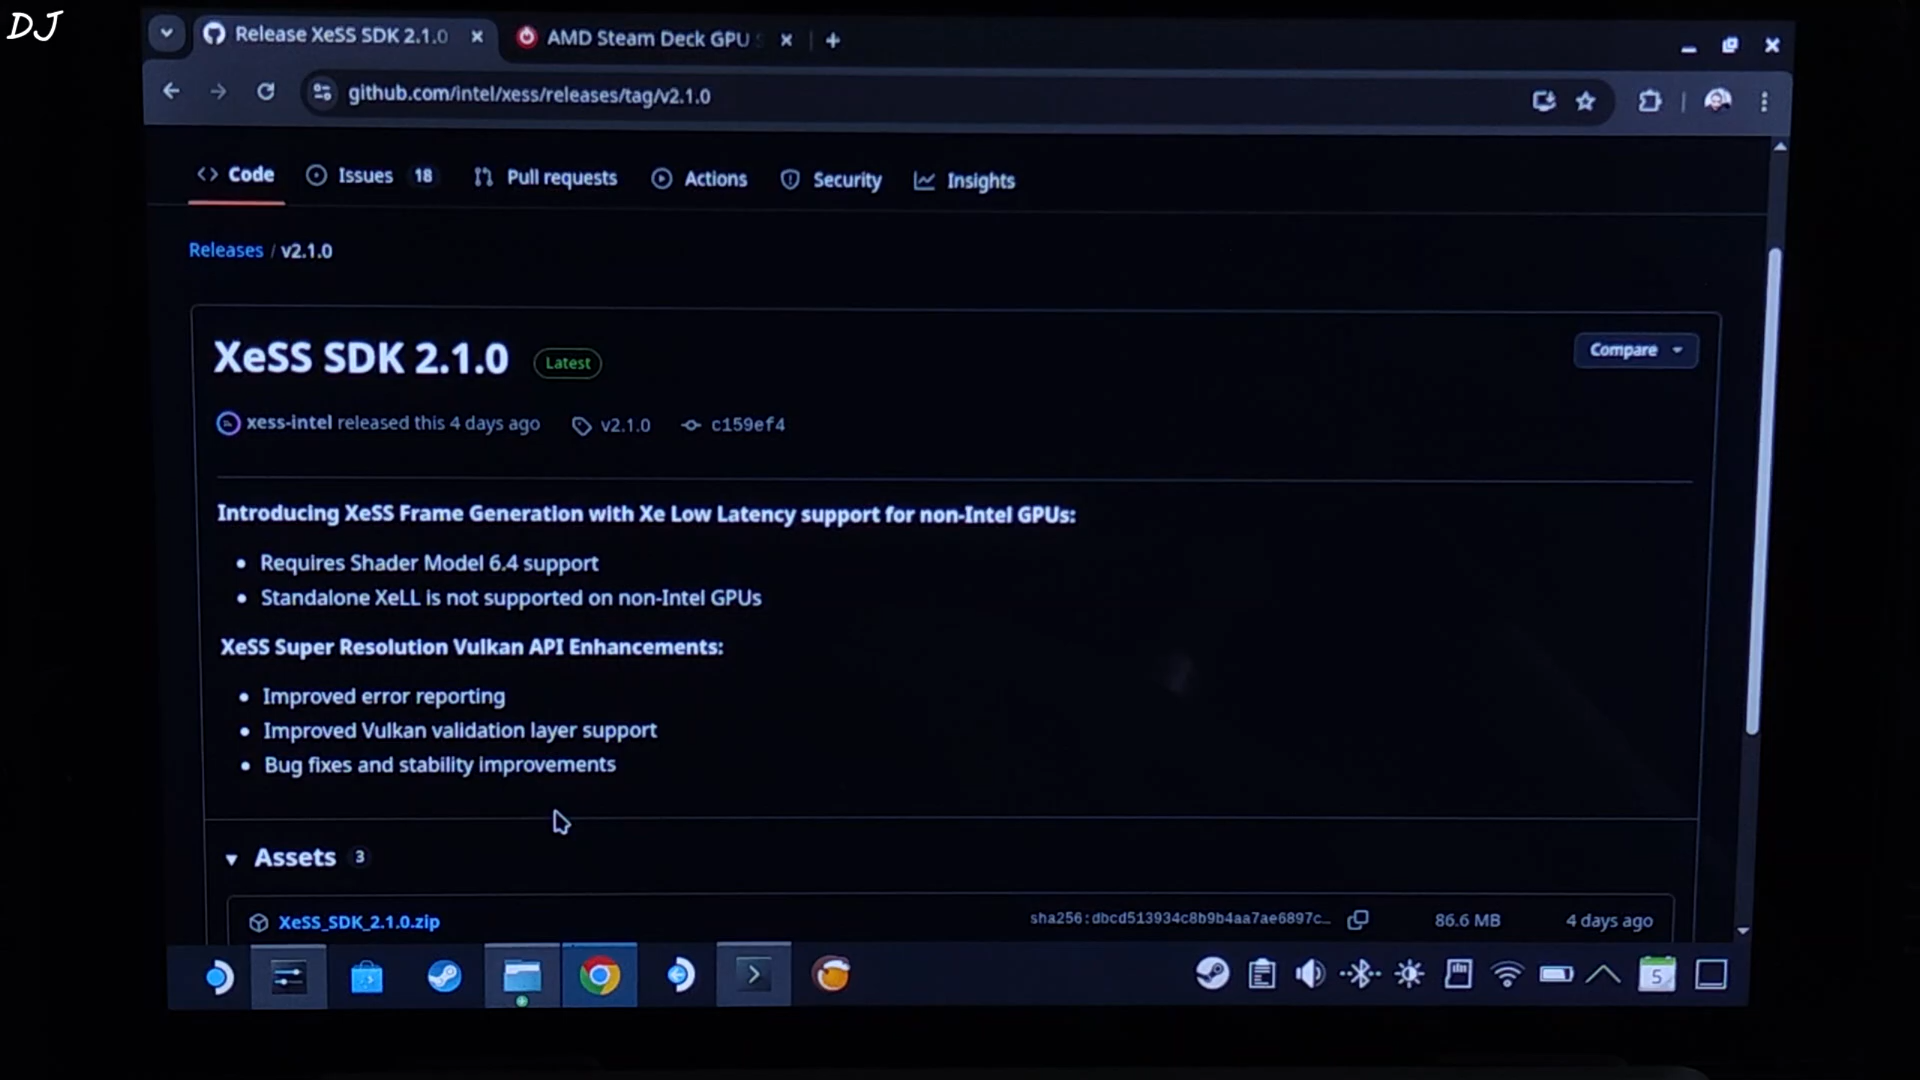 DJ
Release XeSS SDK 2.1.0
AMD Steam Deck GPU
github.com/intel/xess/releases/tag/v2.1.0
Code
Issues 18
Pull requests
Actions
Security
Insights
Releases / v2.1.0
XeSS SDK 2.1.0 Latest
Compare
xess-intel released this 4 days ago v2.1.0 c159ef4
Introducing XeSS Frame Generation with Xe Low Latency support for non-Intel GPUs:
• Requires Shader Model 6.4 support
• Standalone XeLL is not supported on non-Intel GPUs
XeSS Super Resolution Vulkan API Enhancements:
• Improved error reporting
• Improved Vulkan validation layer support
• Bug fixes and stability improvements
Assets 3
XeSS_SDK_2.1.0.zip sha256:dbcd513934c8b9b4aa7ae6897c… 86.6 MB 4 days ago
5